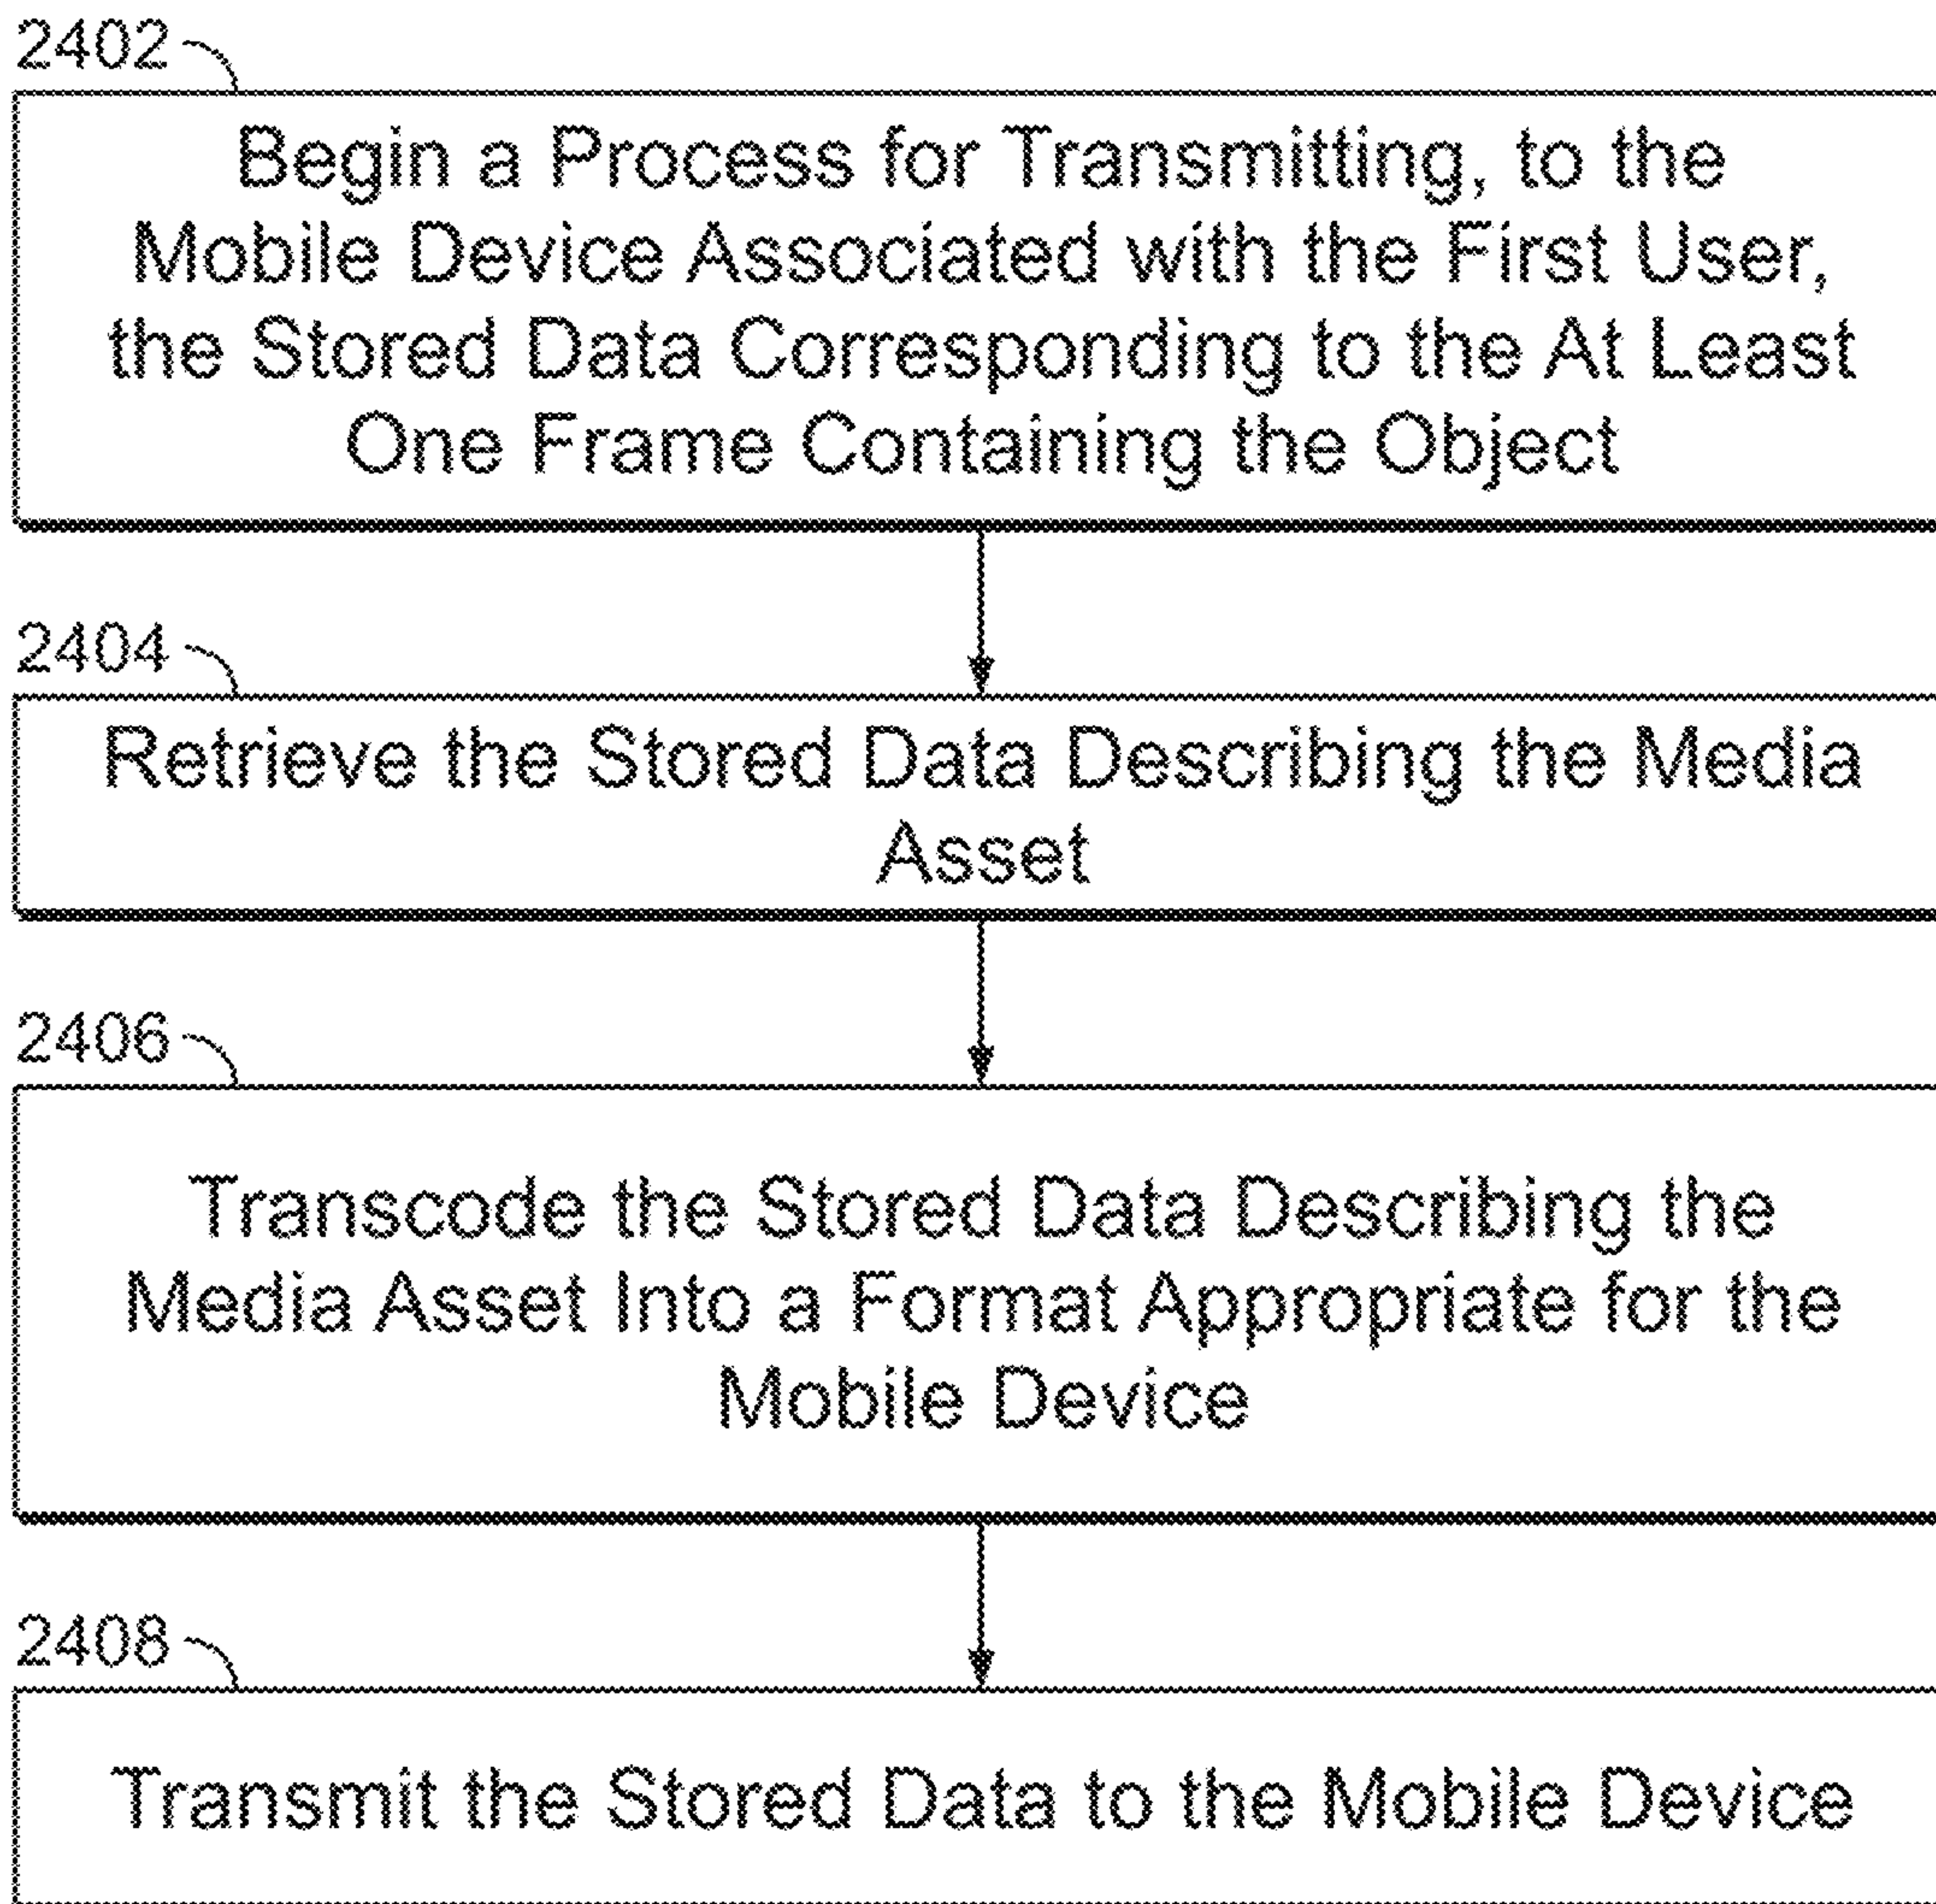 2402
Begin a Process for Transmitting, to the
Mobile Device Associated with the First User,
the Stored Data Corresponding to the At Least
One Frame Containing the Object
2404
Retrieve the Stored Data Describing the Media
Asset
2406
Transcode the Stored Data Describing the
Media Asset Into a Format Appropriate for the
Mobile Device
2408
Transmit the Stored Data to the Mobile Device